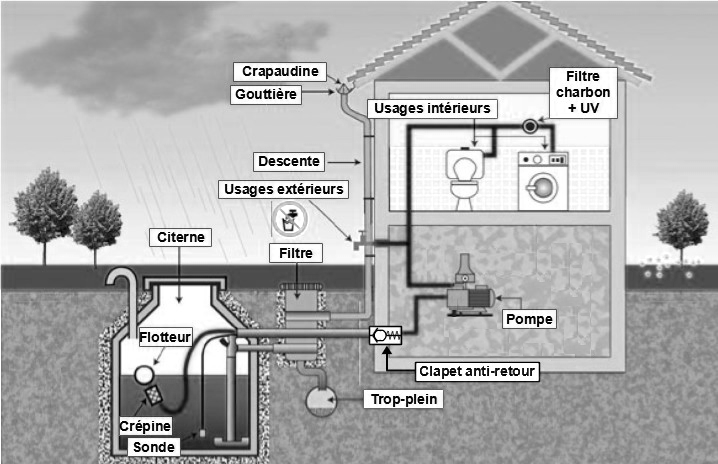 Crapaudine
Gouttière
Filtre
charbon
+ UV
Usages intérieurs
Descente
Usages extérieurs
Citerne
Filtre
Pompe
Flotteur
Clapet anti-retour
Trop-plein
Crépine
Sonde